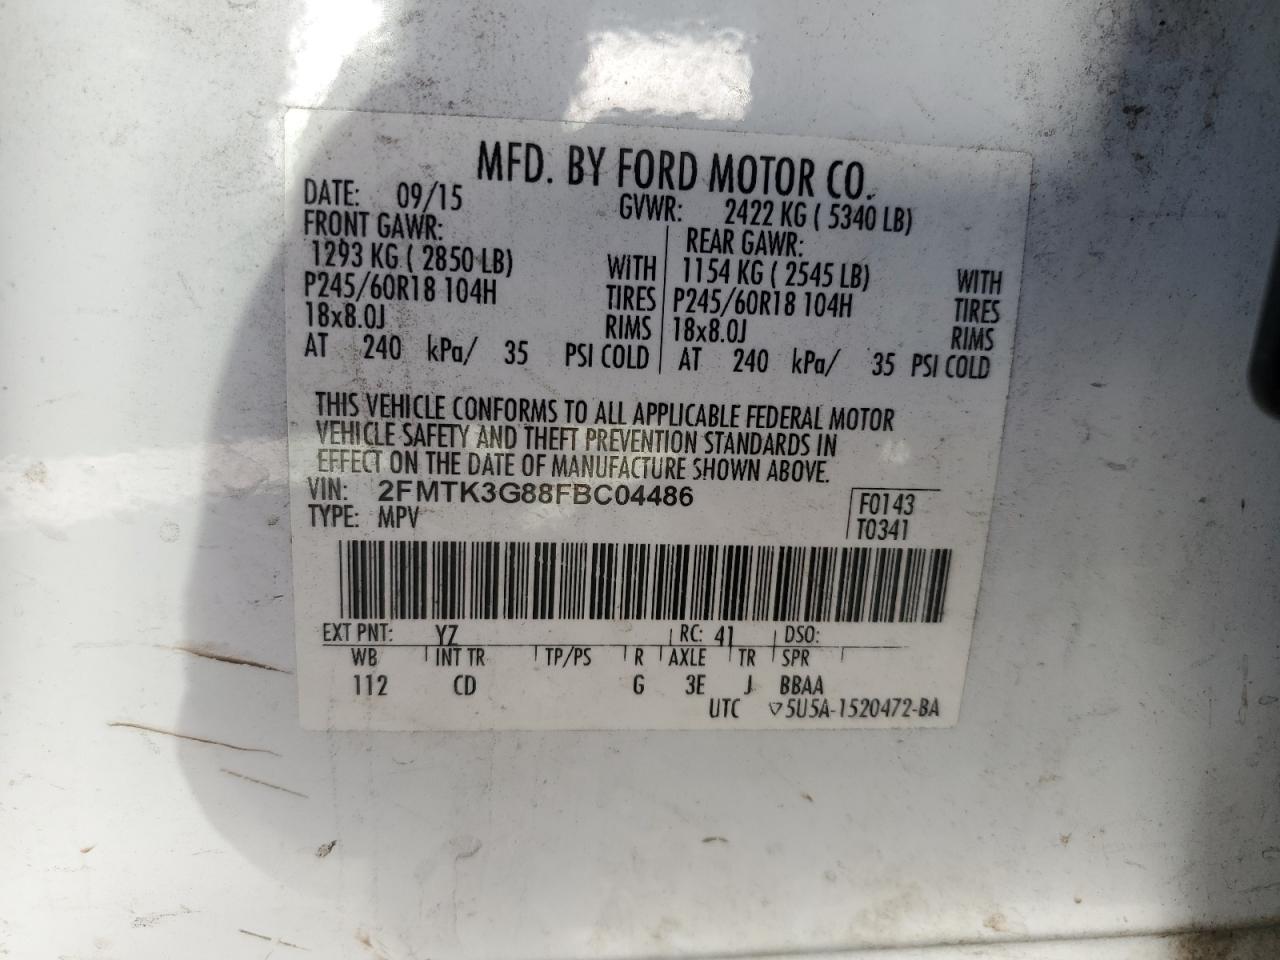 MFD. BY FORD MOTOR CO.
DATE: 09/15 GVWR: 2422 KG ( 5340 LB)
FRONT GAWR: REAR GAWR:
1293 KG ( 2850 LB) WITH 1154 KG ( 2545 LB) WITH
P245/60R18 104H TIRES P245/60R18 104H TIRES
18x8.0J RIMS 18x8.0J RIMS
AT 240 kPa/ 35 PSI COLD AT 240 kPa/ 35 PSI COLD
THIS VEHICLE CONFORMS TO ALL APPLICABLE FEDERAL MOTOR
VEHICLE SAFETY AND THEFT PREVENTION STANDARDS IN
EFFECT ON THE DATE OF MANUFACTURE SHOWN ABOVE.
VIN: 2FMTK3G88FBC04486 F0143
TYPE: MPV T0341
EXT PNT: YZ RC: 41 DSO:
WB INT TR TP/PS R AXLE TR SPR
112 CD G 3E J BBAA
UTC ▽5U5A-1520472-BA